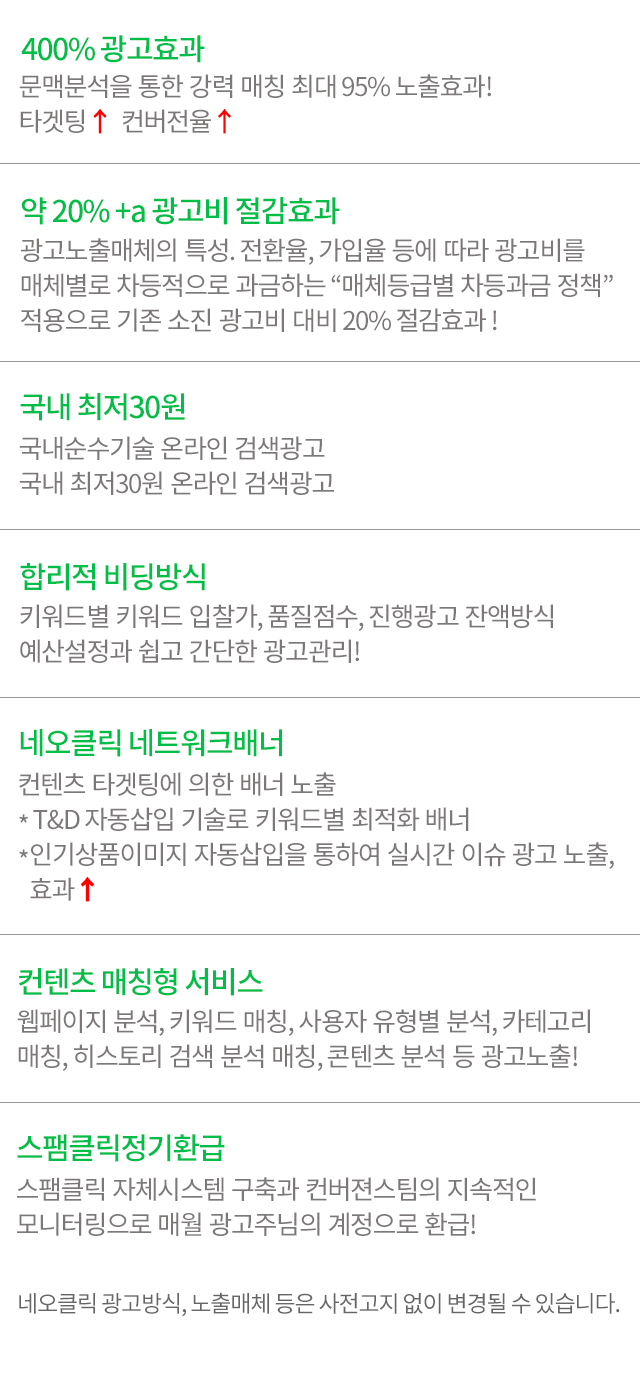 400% 광고효과
문맥분석을 통한 강력 매칭 최대 95% 노출효과!
타겟팅↑ 컨버전율↑
약 20% +a 광고비 절감효과
광고노출매체의 특성. 전환율, 가입율 등에 따라 광고비를
매체별로 차등적으로 과금하는 “매체등급별 차등과금 정책”
적용으로 기존 소진 광고비 대비 20% 절감효과 !
국내 최저30원
국내순수기술 온라인 검색광고
국내 최저30원 온라인 검색광고
합리적 비딩방식
키워드별 키워드 입찰가, 품질점수, 진행광고 잔액방식
예산설정과 쉽고 간단한 광고관리!
네오클릭 네트워크배너
컨텐츠 타겟팅에 의한 배너 노출
* T&D 자동삽입 기술로 키워드별 최적화 배너
*인기상품이미지 자동삽입을 통하여 실시간 이슈 광고 노출,
효과↑
컨텐츠 매칭형 서비스
웹페이지 분석, 키워드 매칭, 사용자 유형별 분석, 카테고리
매칭, 히스토리 검색 분석 매칭, 콘텐츠 분석 등 광고노출!
스팸클릭정기환급
스팸클릭 자체시스템 구축과 컨버젼스팀의 지속적인
모니터링으로 매월 광고주님의 계정으로 환급!
네오클릭 광고방식, 노출매체 등은 사전고지 없이 변경될 수 있습니다.